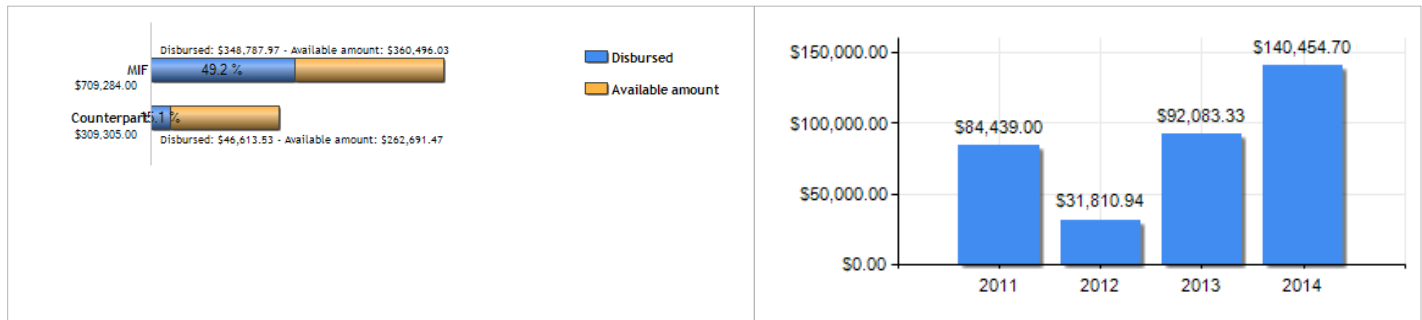 Disbursed: $348,787.97 - Available amount: $360,496.03
MIF
49.2 %
$709,284.00
Counterpart
15.1 %
$309,305.00
Disbursed: $46,613.53 - Available amount: $262,691.47
Disbursed
Available amount
$150,000.00
$100,000.00
$50,000.00
$0.00
$84,439.00
$31,810.94
$92,083.33
$140,454.70
2011
2012
2013
2014